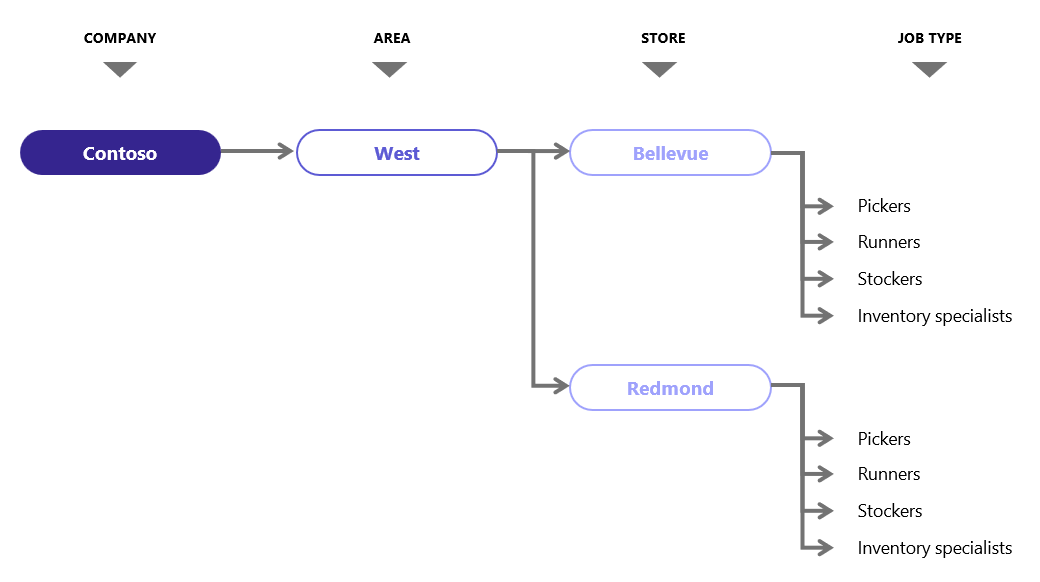 COMPANY
AREA
STORE
JOB TYPE
Contoso
West
Bellevue
Pickers
Runners
Stockers
Inventory specialists
Redmond
Pickers
Runners
Stockers
Inventory specialists